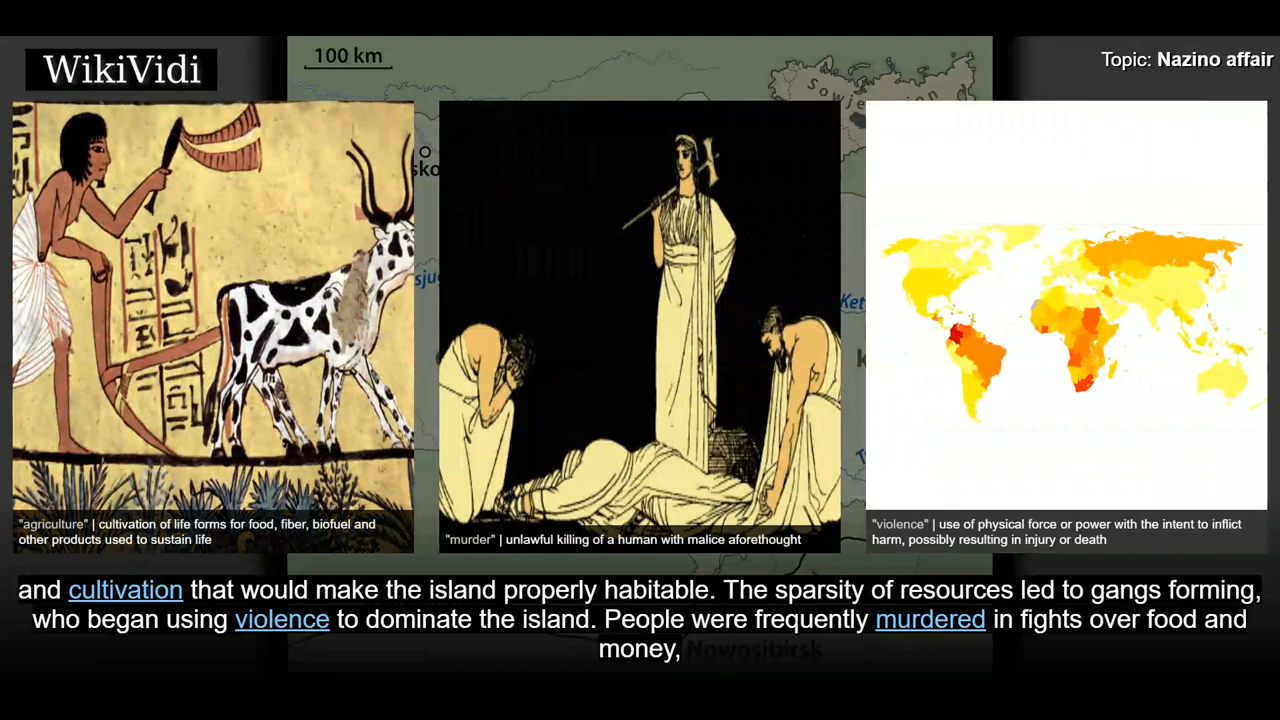 100 km
WikiVidi
Topic: Nazino affair
"agriculture" | cultivation of life forms for food, fiber, biofuel and
other products used to sustain life
"murder" | unlawful killing of a human with malice aforethought
"violence" | use of physical force or power with the intent to inflict
harm, possibly resulting in injury or death
and cultivation that would make the island properly habitable. The sparsity of resources led to gangs forming,
who began using violence to dominate the island. People were frequently murdered in fights over food and
money,
Nowosibirsk